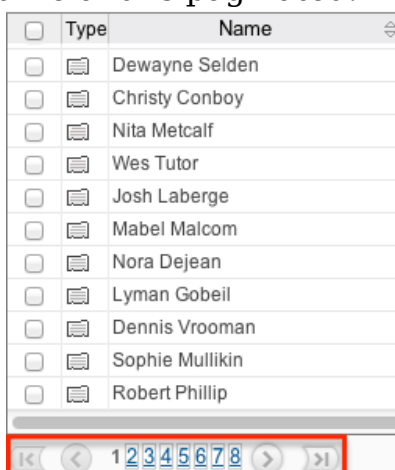 Type Name
Dewayne Selden
Christy Conboy
Nita Metcalf
Wes Tutor
Josh Laberge
Mabel Malcom
Nora Dejean
Lyman Gobeil
Dennis Vrooman
Sophie Mullikin
Robert Phillip
1 2 3 4 5 6 7 8